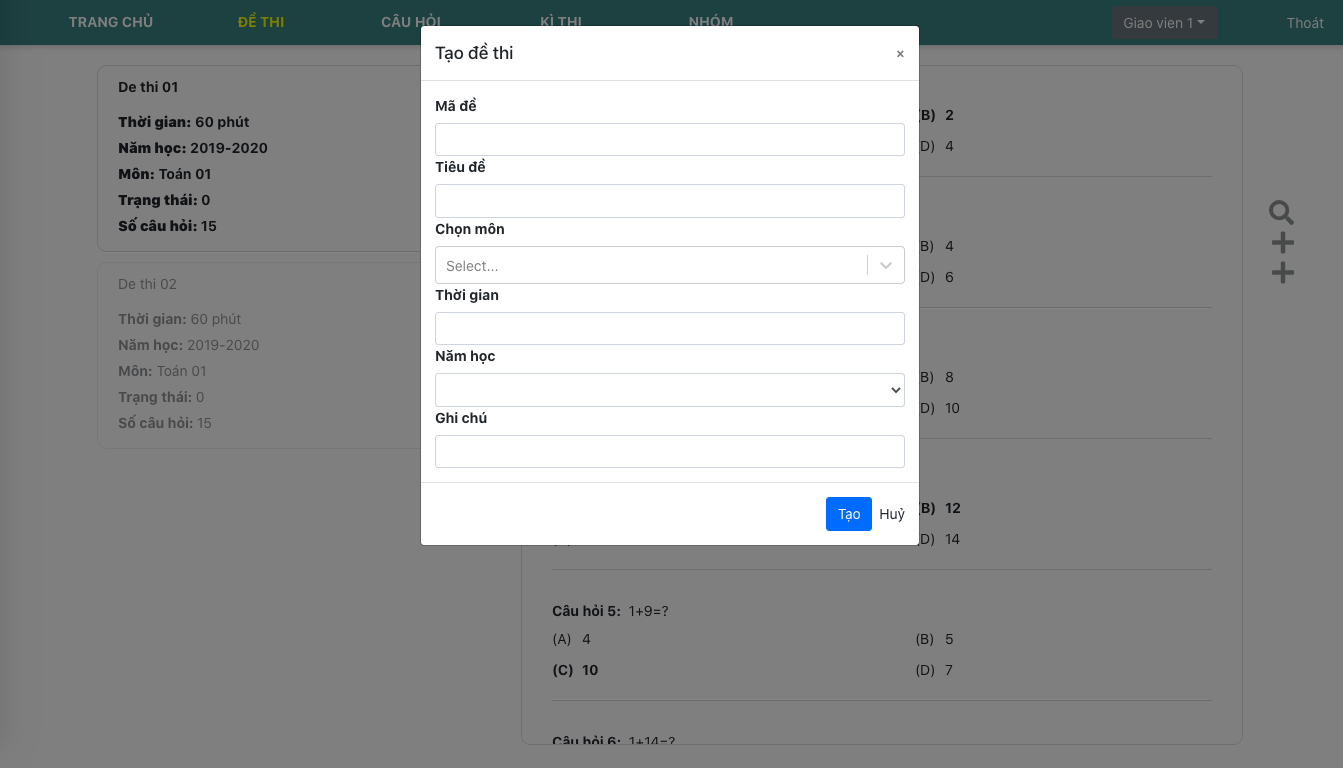 TRANG CHỦ ĐỀ THI CÂU HỎI KÌ THI NHÓM Giao vien 1 Thoát
Tạo đề thi ×
Mã đề
Tiêu đề
Chọn môn
Select...
Thời gian
Năm học
Ghi chú
Tạo Huỷ
De thi 01
Thời gian: 60 phút
Năm học: 2019-2020
Môn: Toán 01
Trạng thái: 0
Số câu hỏi: 15
De thi 02
Thời gian: 60 phút
Năm học: 2019-2020
Môn: Toán 01
Trạng thái: 0
Số câu hỏi: 15
(B) 2
(D) 4
(B) 4
(D) 6
(B) 8
(D) 10
(B) 12
(D) 14
Câu hỏi 5: 1+9=?
(A) 4 (B) 5
(C) 10 (D) 7
Câu hỏi 6: 1+14=?